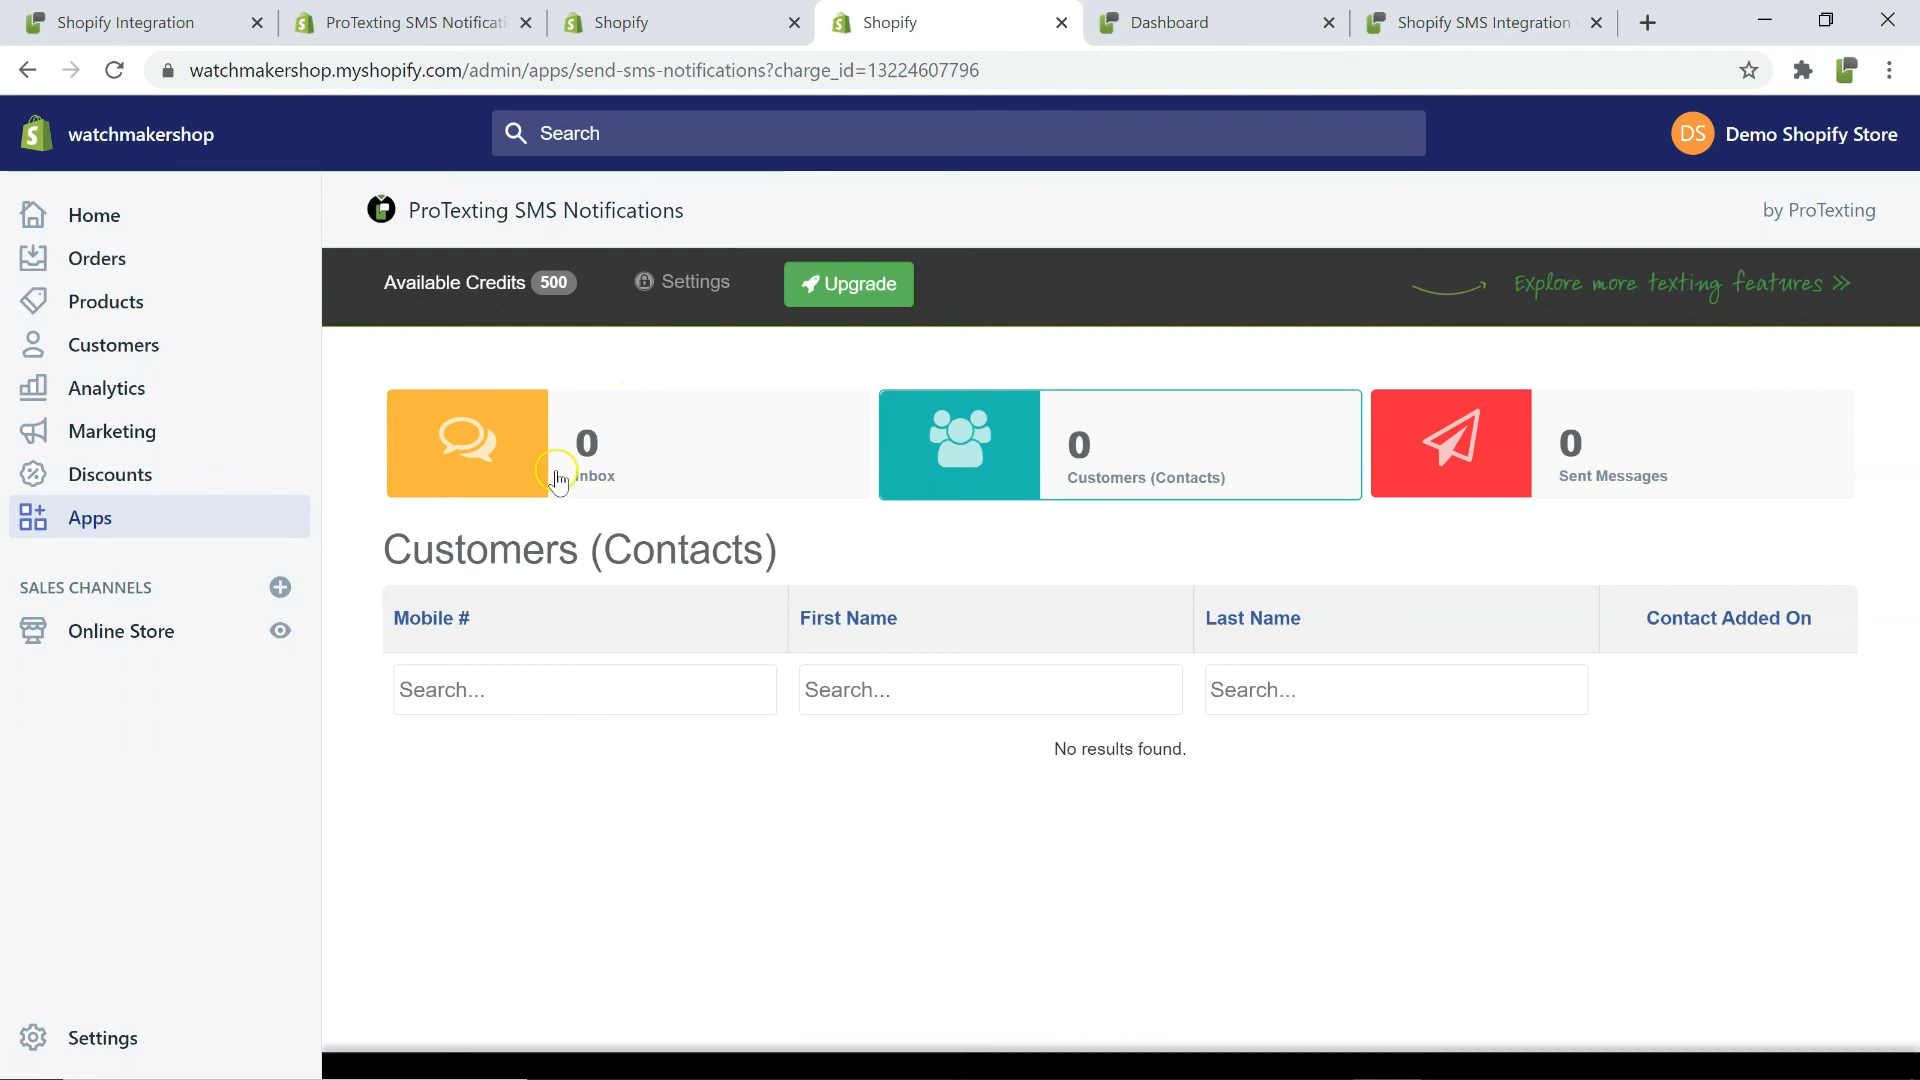 Shopify Integration
ProTexting SMS Notificati
Shopify
Shopify
Dashboard
Shopify SMS Integration
watchmakershop.myshopify.com/admin/apps/send-sms-notifications?charge_id=13224607796
watchmakershop
Search
DS
Demo Shopify Store
Home
Orders
Products
Customers
Analytics
Marketing
Discounts
Apps
SALES CHANNELS
Online Store
Settings
ProTexting SMS Notifications
by ProTexting
Available Credits 500
Settings
Upgrade
Explore more texting features »
0
Inbox
0
Customers (Contacts)
0
Sent Messages
Customers (Contacts)
Mobile #
First Name
Last Name
Contact Added On
Search...
Search...
Search...
No results found.